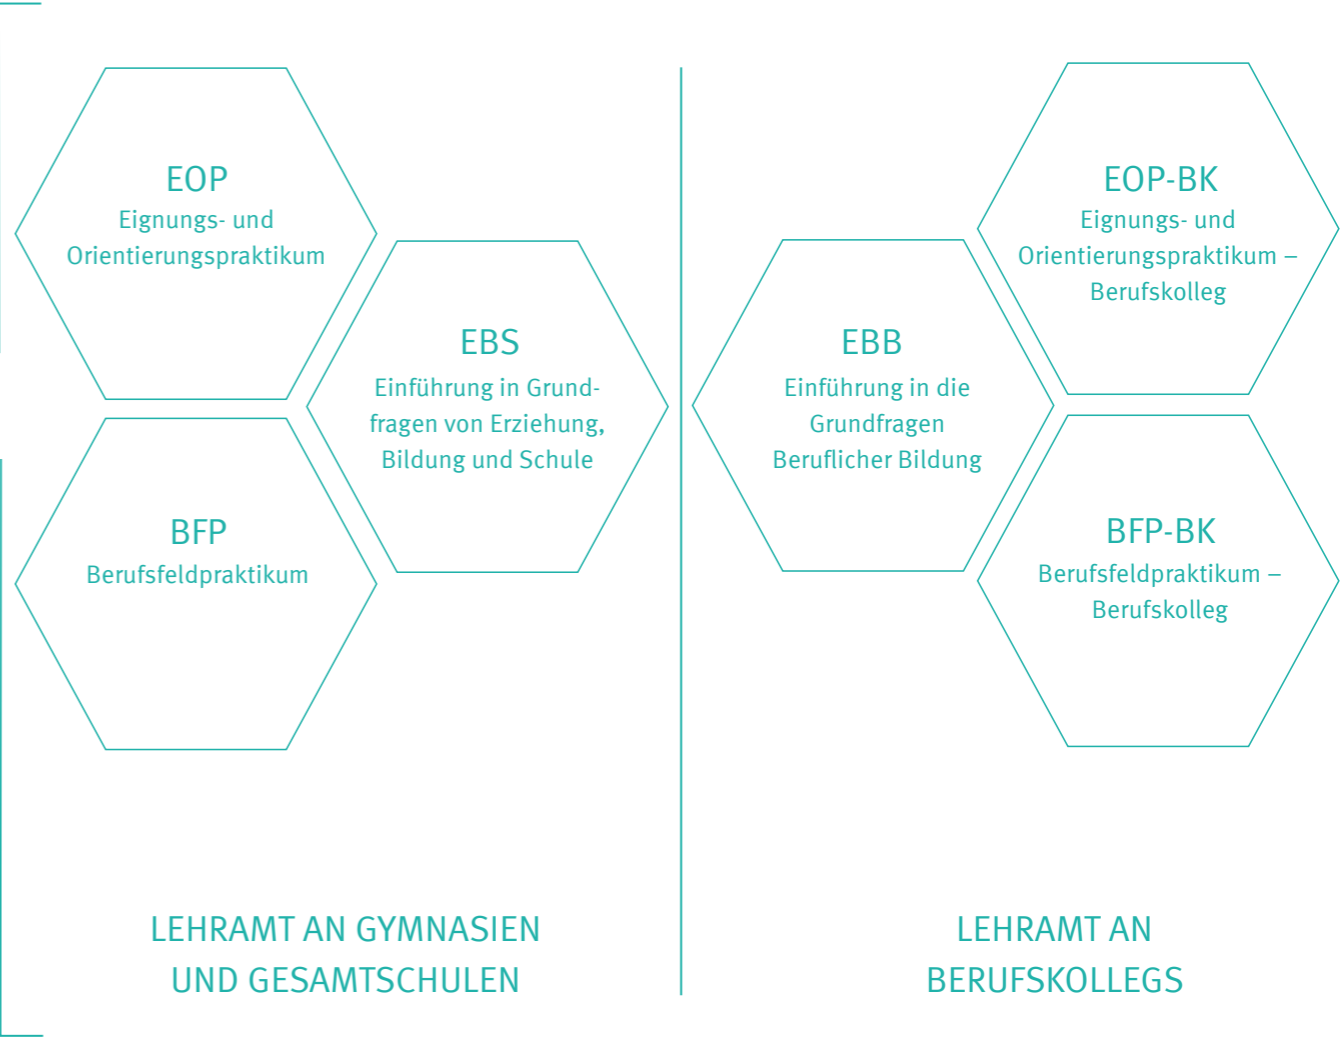 EOP
Eignungs- und
Orientierungspraktikum
EBS
Einführung in Grund-
fragen von Erziehung,
Bildung und Schule
BFP
Berufsfeldpraktikum
LEHRAMT AN GYMNASIEN
UND GESAMTSCHULEN
EOP-BK
Eignungs- und
Orientierungspraktikum –
Berufskolleg
EBB
Einführung in die
Grundfragen
Beruflicher Bildung
BFP-BK
Berufsfeldpraktikum –
Berufskolleg
LEHRAMT AN
BERUFSKOLLEGS